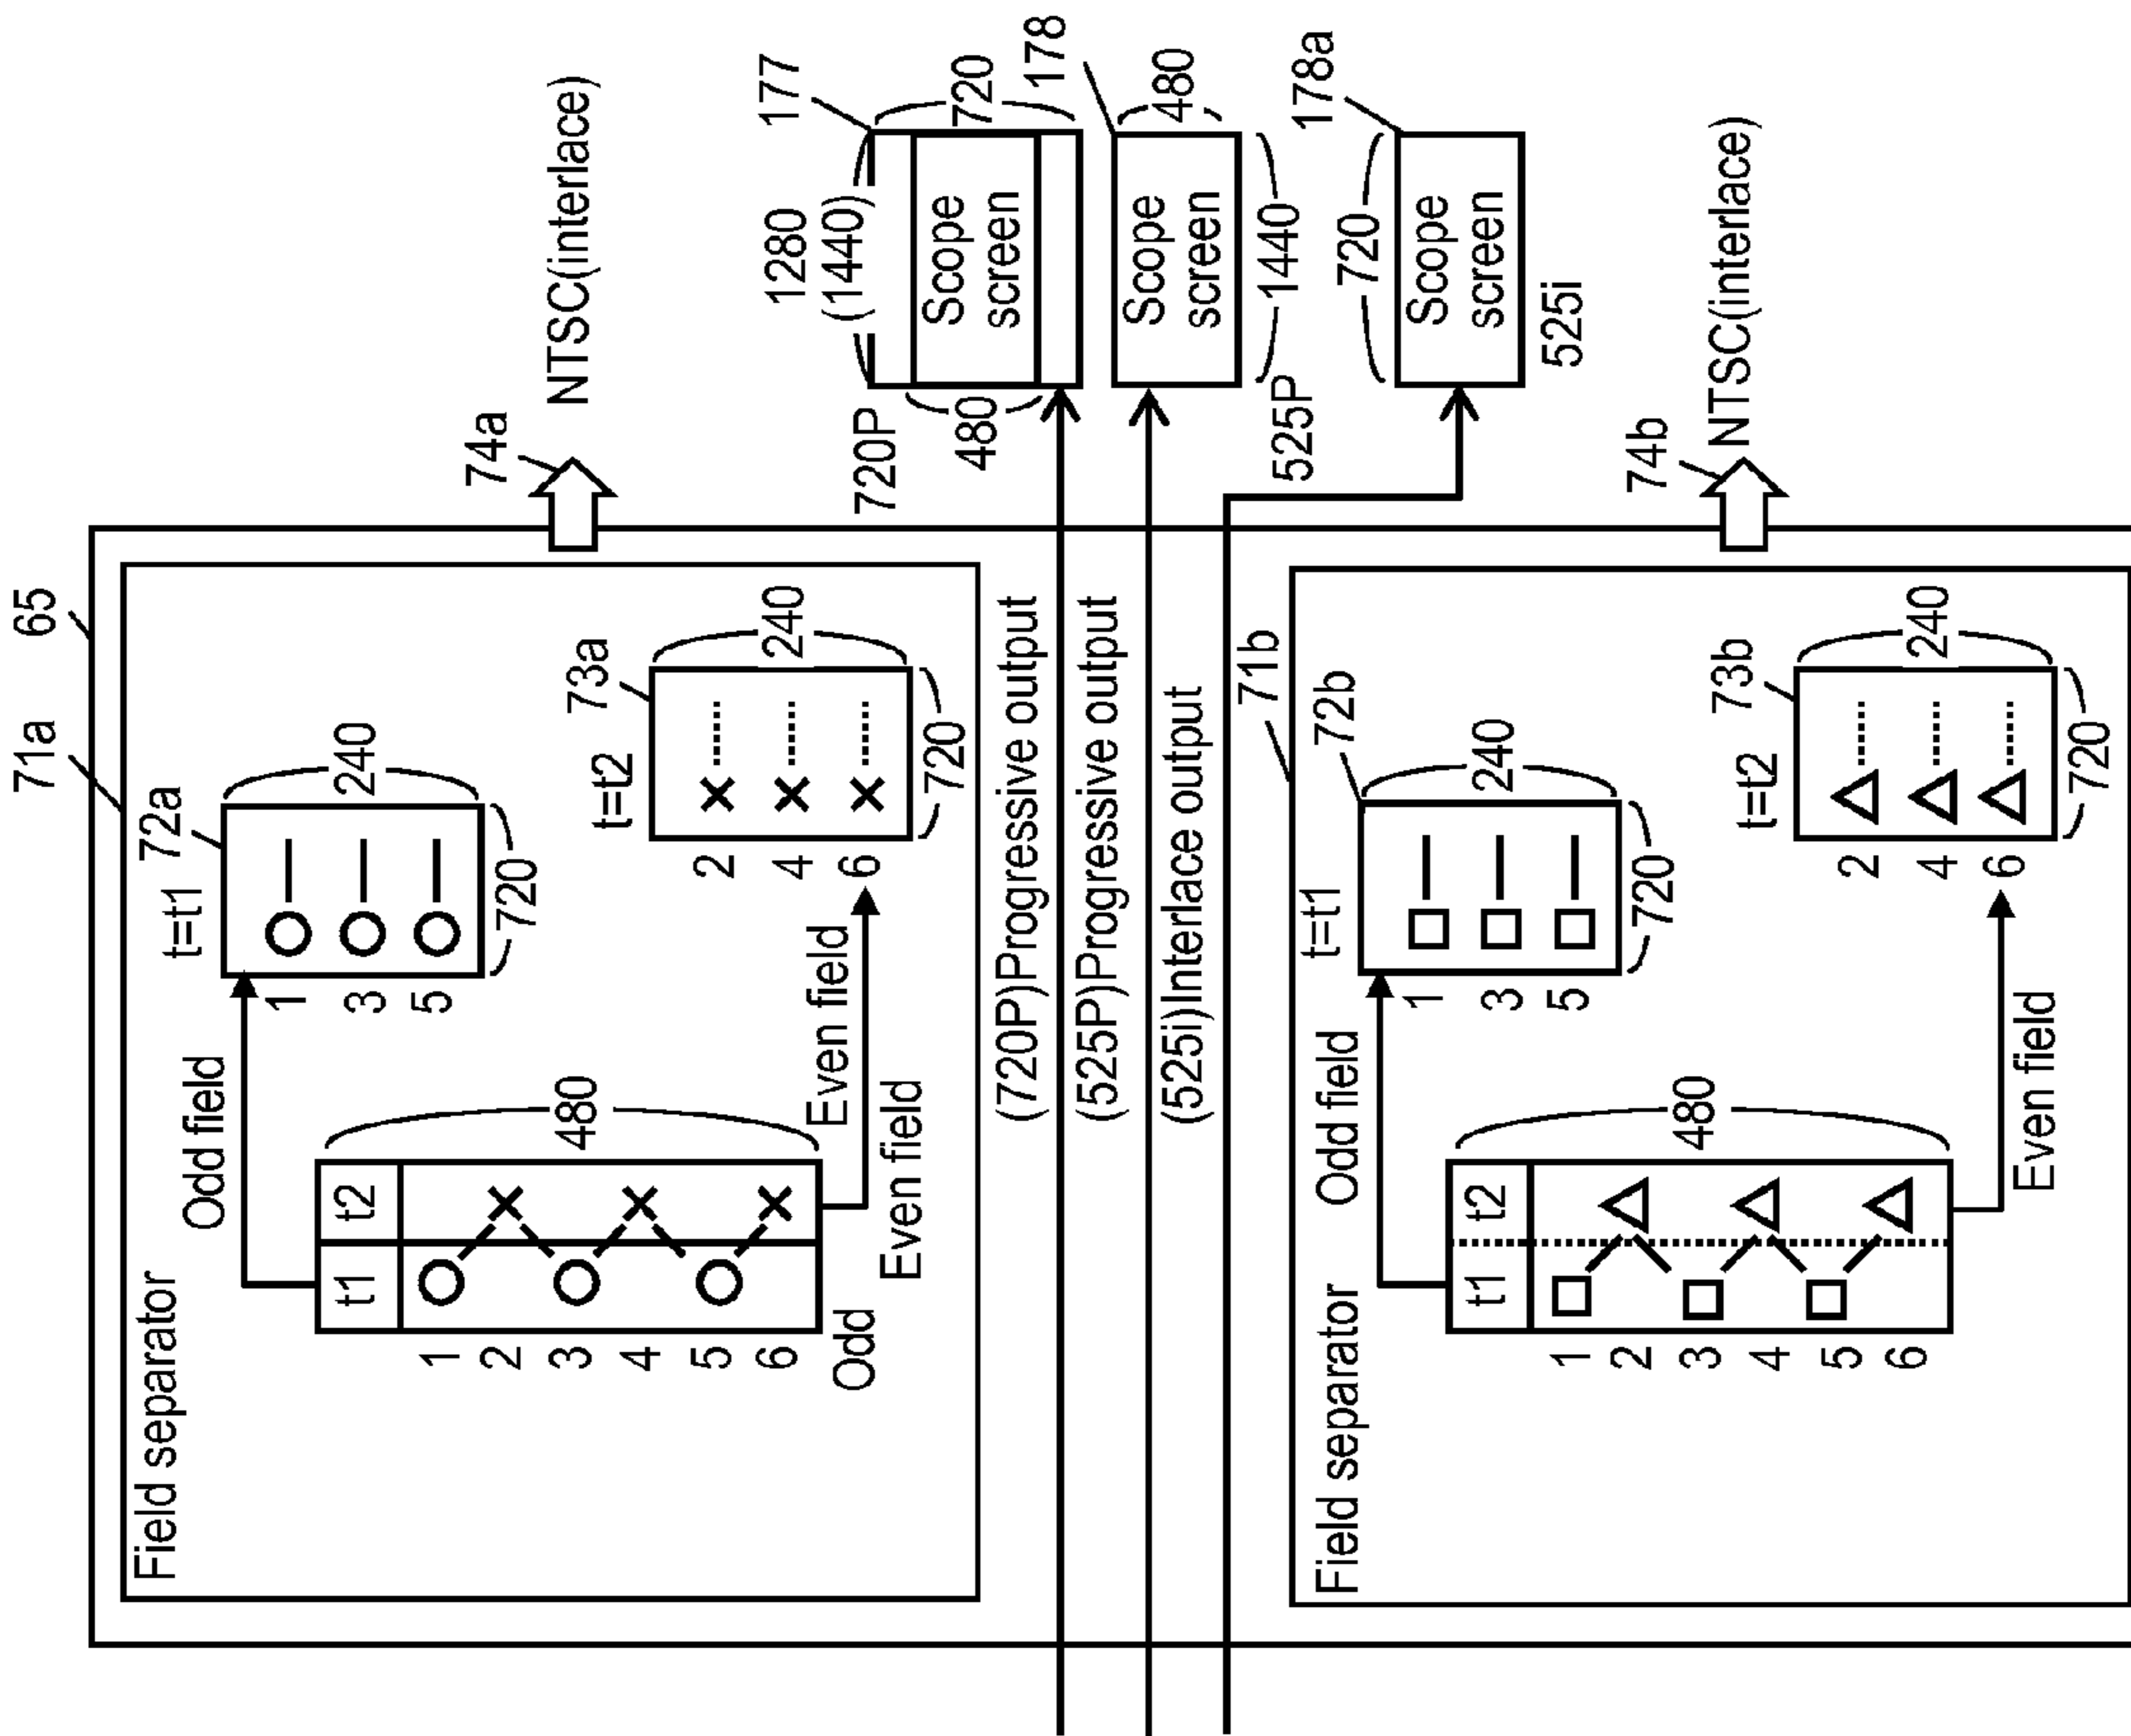 71a
65
Field separator
Odd field
t=t1
72a
240
1
3
5
720
t1
t2
480
1
2
3
4
5
6
Odd
Even field
Even field
t=t2
73a
240
2
4
6
720
74a
NTSC(interlace)
(720P)Progressive output
(525P)Progressive output
(525i)Interlace output
1280
(1440)
177
720
Scope
screen
720P
480
178
Scope
screen
480
1440
525P
178a
720
Scope
screen
525i
71b
Field separator
Odd field
t=t1
72b
240
1
3
5
720
t1
t2
480
1
2
3
4
5
6
Even field
t=t2
73b
240
2
4
6
720
74b
NTSC(interlace)